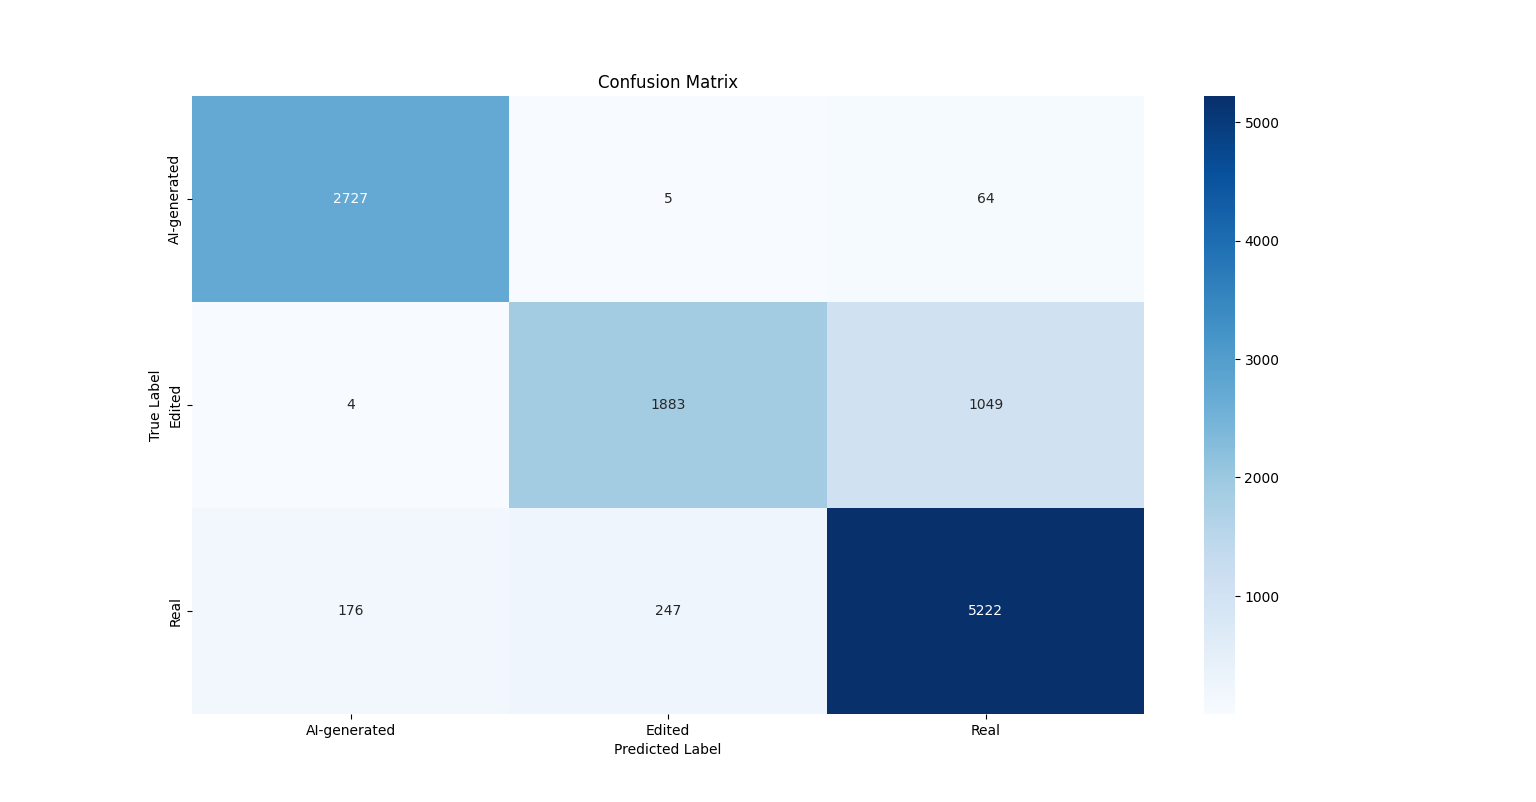 Confusion Matrix
True Label
AI-generated
2727 5 64
Edited
4 1883 1049
Real
176 247 5222
AI-generated Edited Real
Predicted Label
5000
4000
3000
2000
1000